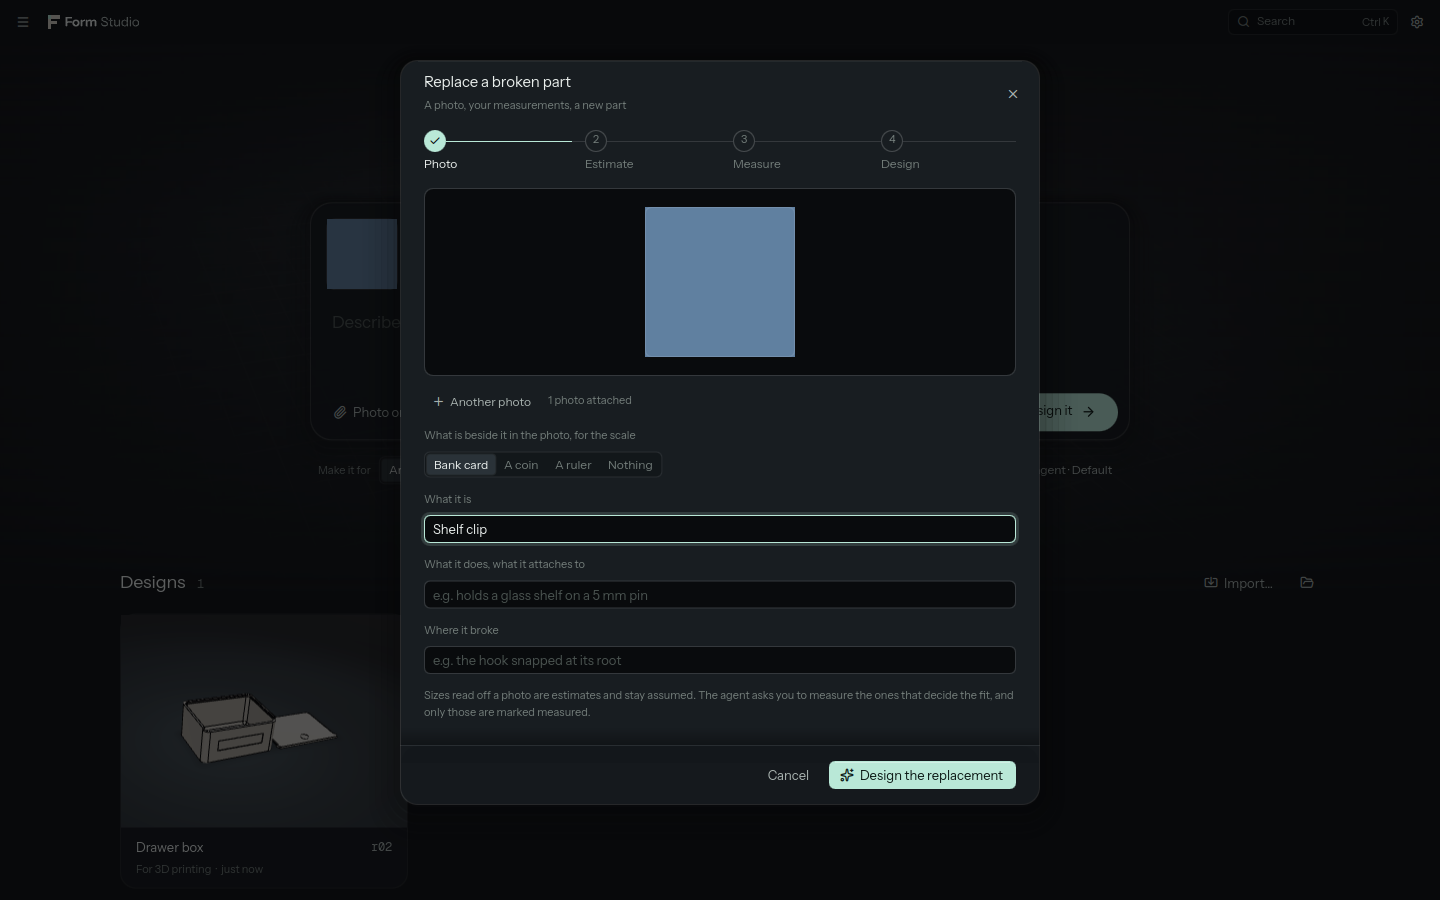 Form Studio
Search Ctrl K
Replace a broken part
A photo, your measurements, a new part
2 3 4
Photo Estimate Measure Design
Describe
Another photo 1 photo attached
Photo or
sign it
What is beside it in the photo, for the scale
Bank card A coin A ruler Nothing
Make it for
gent · Default
What it is
Shelf clip
What it does, what it attaches to
e.g. holds a glass shelf on a 5 mm pin
Designs 1
Import...
Where it broke
e.g. the hook snapped at its root
Sizes read off a photo are estimates and stay assumed. The agent asks you to measure the ones that decide the fit, and
only those are marked measured.
Cancel Design the replacement
Drawer box r02
For 3D printing · just now